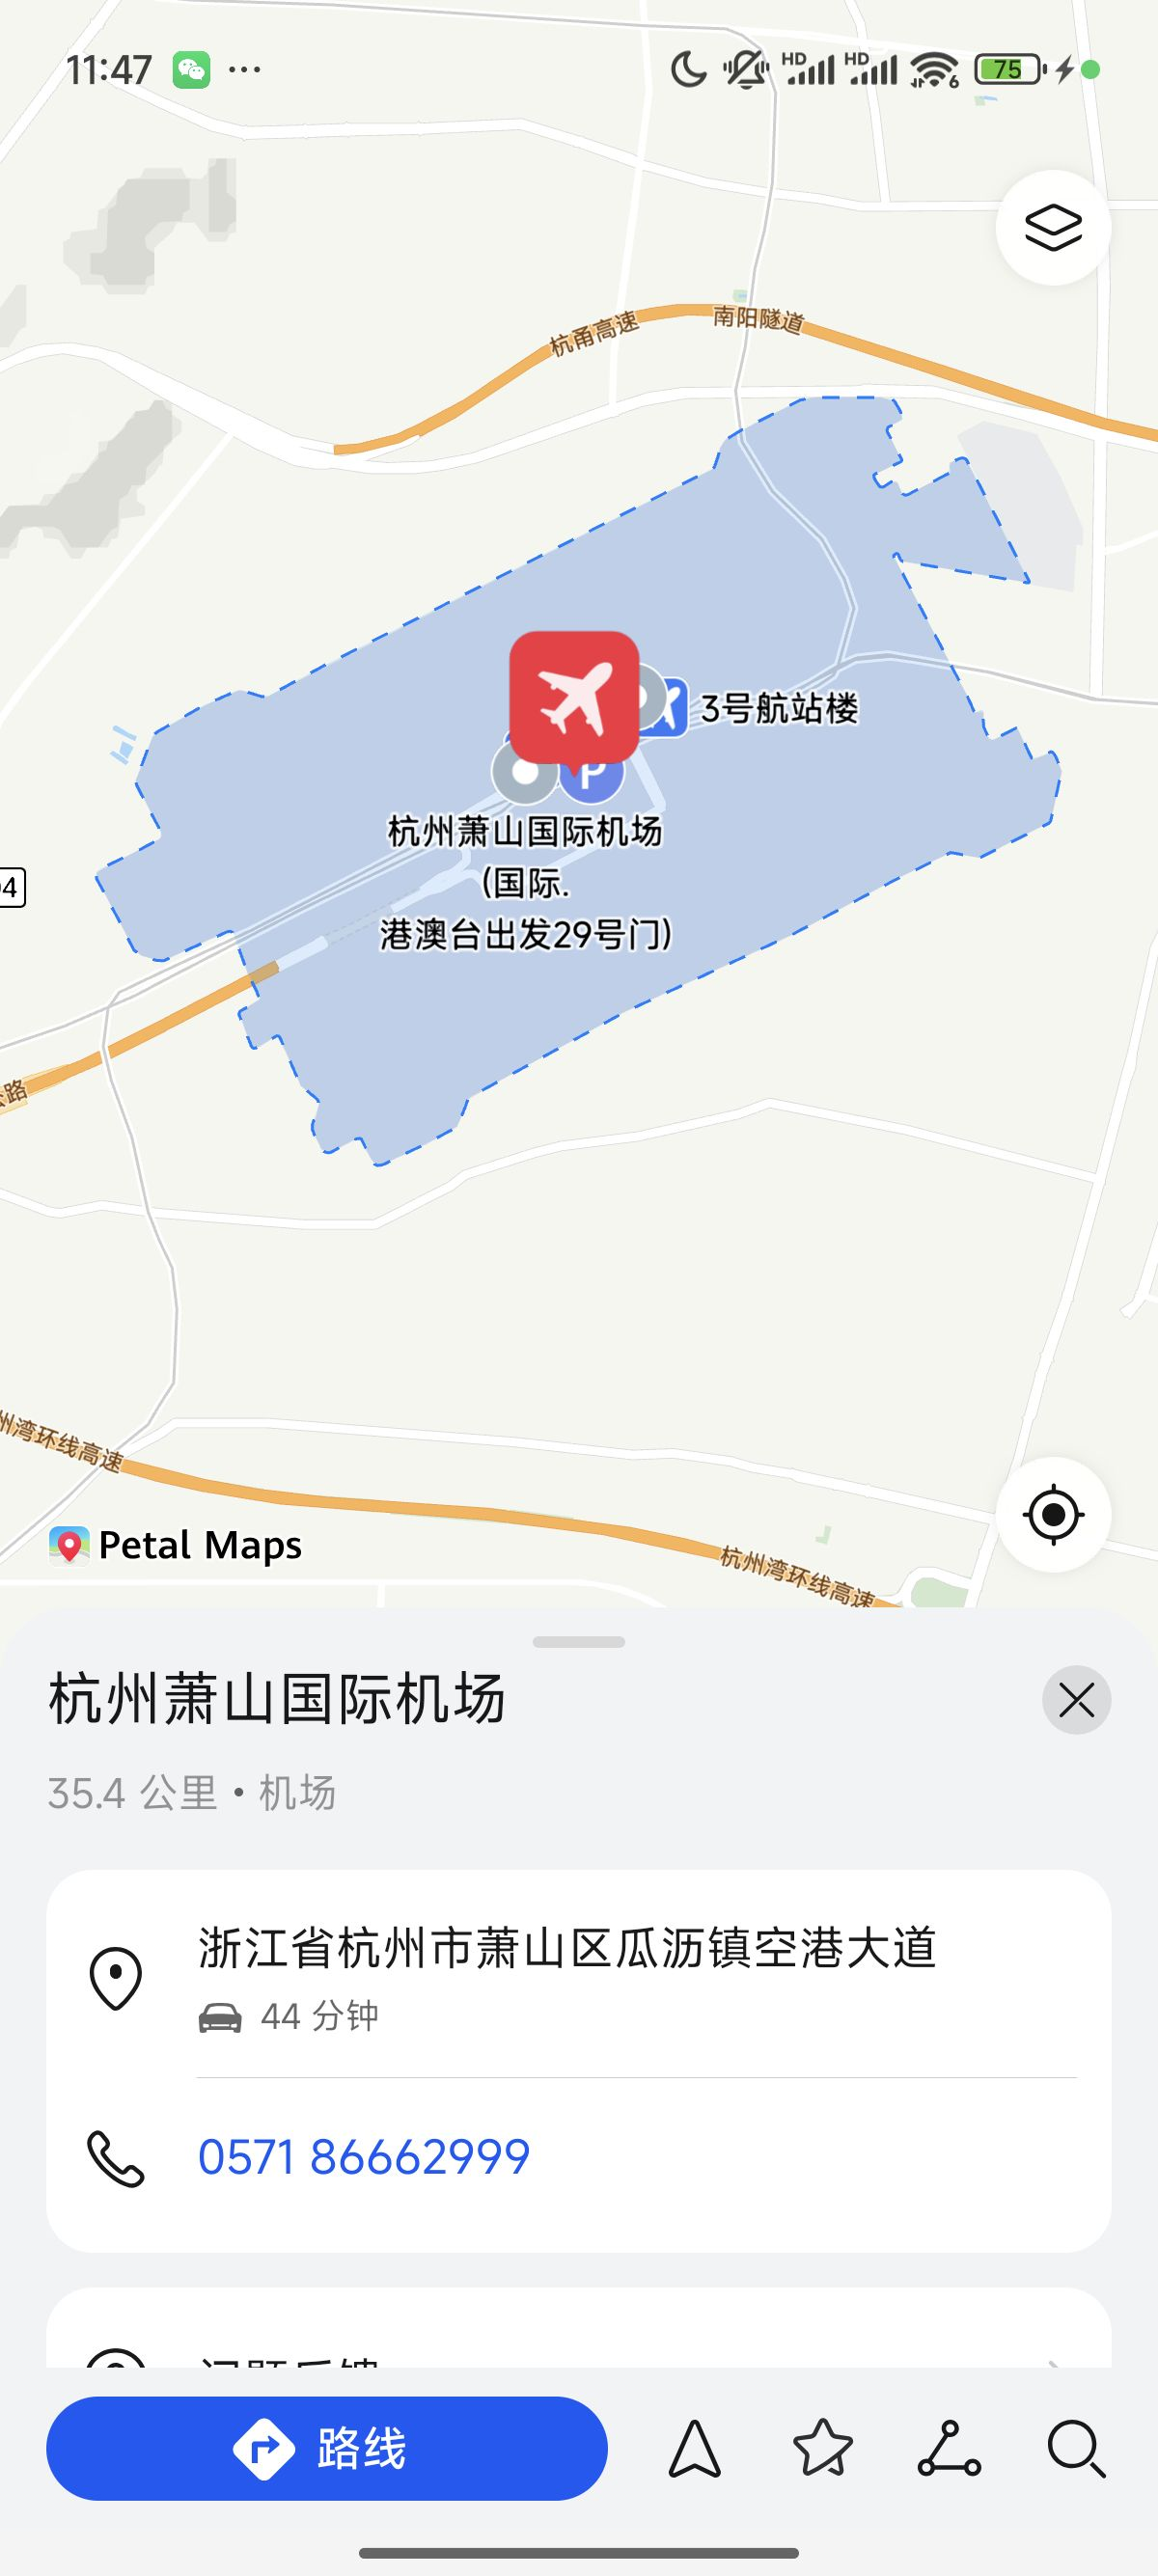 11:47
HD
HD
6
75
杭甬高速
南阳隧道
3号航站楼
P
杭州萧山国际机场
(国际.
港澳台出发29号门)
04
路
州湾环线高速
Petal Maps
杭州湾环线高速
杭州萧山国际机场
35.4 公里 • 机场
浙江省杭州市萧山区瓜沥镇空港大道
44 分钟
0571 86662999
路线